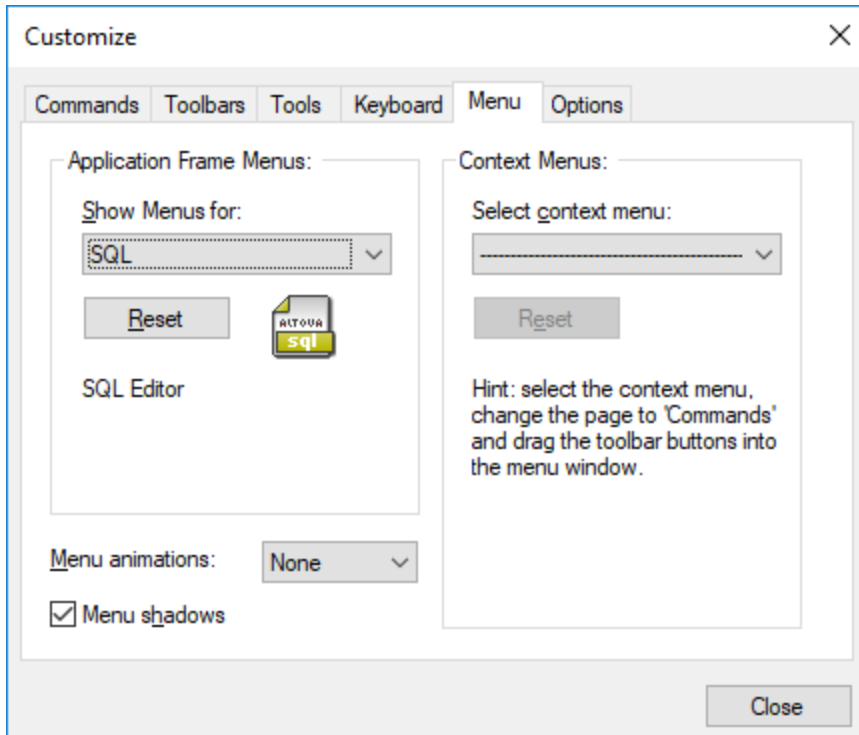 Customize
Commands Toolbars Tools Keyboard Menu Options
Application Frame Menus:
Show Menus for:
SQL
Reset
ALTOVA
sql
SQL Editor
Context Menus:
Select context menu:
Reset
Hint: select the context menu,
change the page to 'Commands'
and drag the toolbar buttons into
the menu window.
Menu animations: None
Menu shadows
Close